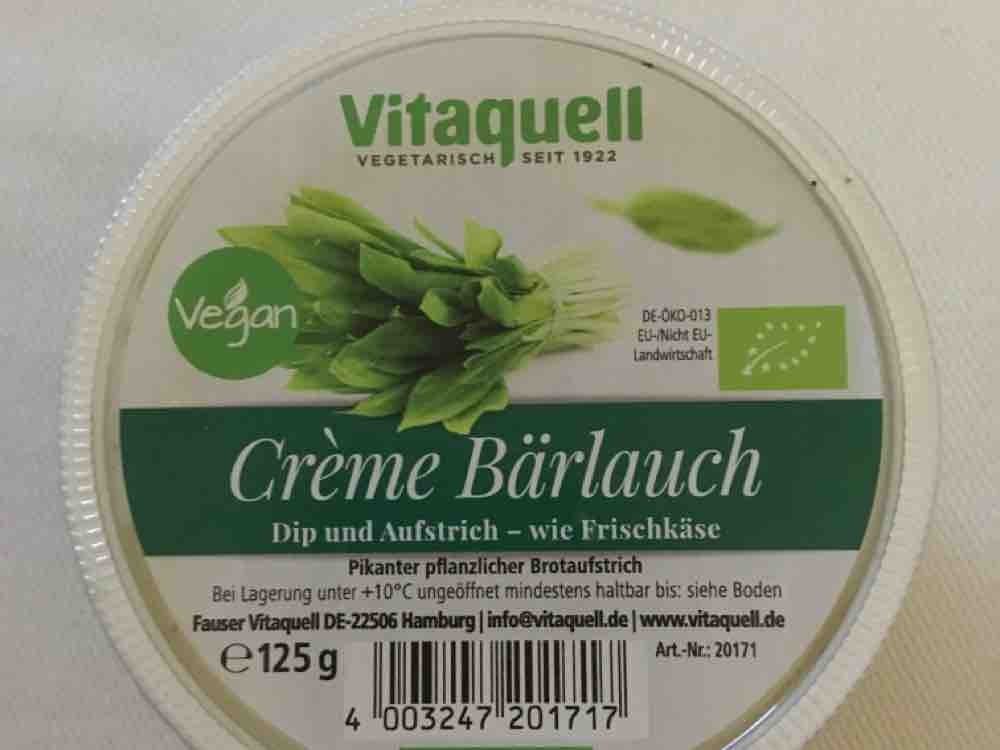 Vitaquell
VEGETARISCH SEIT 1922
Vegan
DE-ÖKO-013
EU-/Nicht EU-
Landwirtschaft
Crème Bärlauch
Dip und Aufstrich – wie Frischkäse
Pikanter pflanzlicher Brotaufstrich
Bei Lagerung unter +10°C ungeöffnet mindestens haltbar bis: siehe Boden
Fauser Vitaquell DE-22506 Hamburg | info@vitaquell.de | www.vitaquell.de
℮125 g
Art.-Nr.: 20171
4 003247 201717